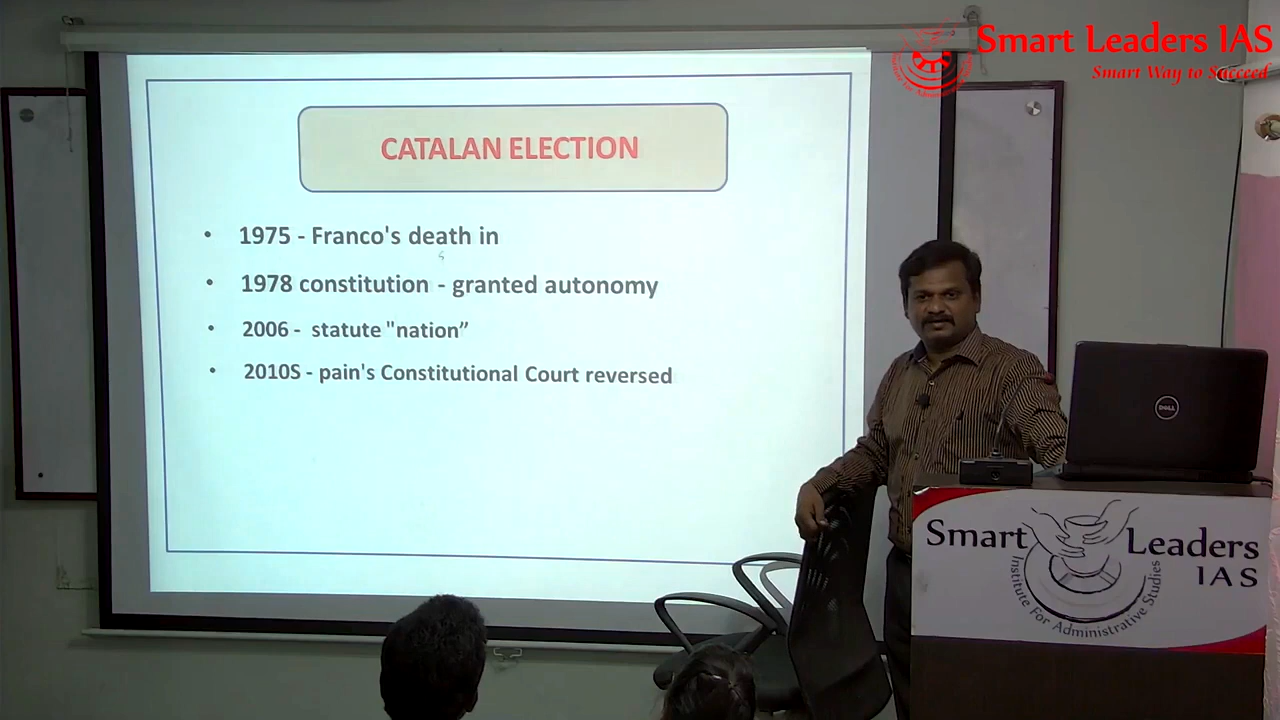 Smart Leaders IAS
Smart Way to Succeed
CATALAN ELECTION
• 1975 - Franco's death in
• 1978 constitution - granted autonomy
• 2006 - statute "nation”
• 2010S - pain's Constitutional Court reversed
DELL
Smart Leaders
IAS
Institute For Administrative Studies